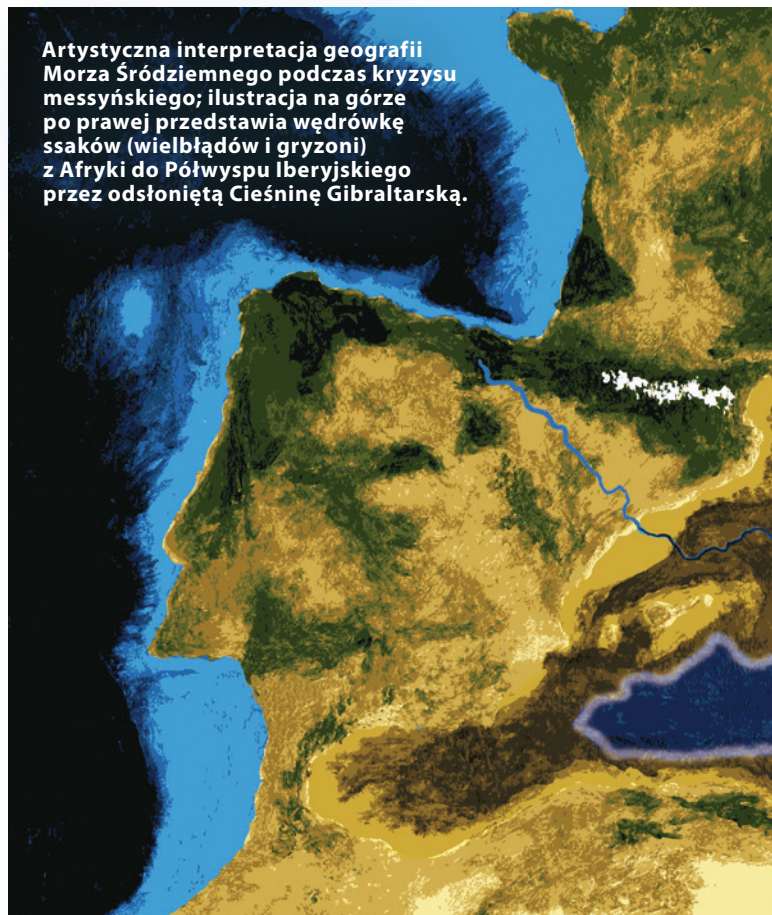 Artystyczna interpretacja geografii
Morza Śródziemnego podczas kryzysu
messyńskiego; ilustracja na górze
po prawej przedstawia wędrówkę
ssaków (wielbłądów i gryzoni)
z Afryki do Półwyspu Iberyjskiego
przez odsłoniętą Cieśninę Gibraltarską.